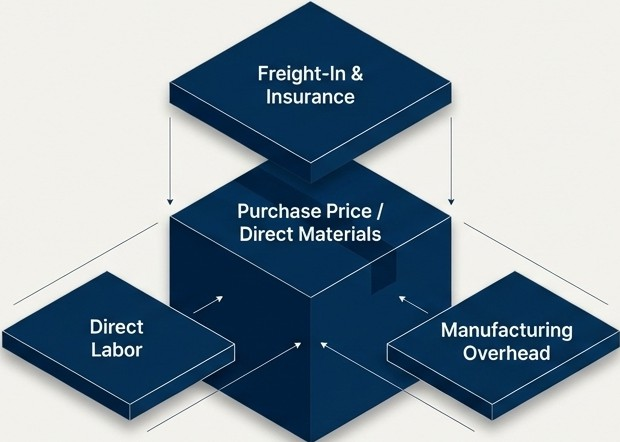 Freight-In &
Insurance
Purchase Price /
Direct Materials
Direct
Labor
Manufacturing
Overhead